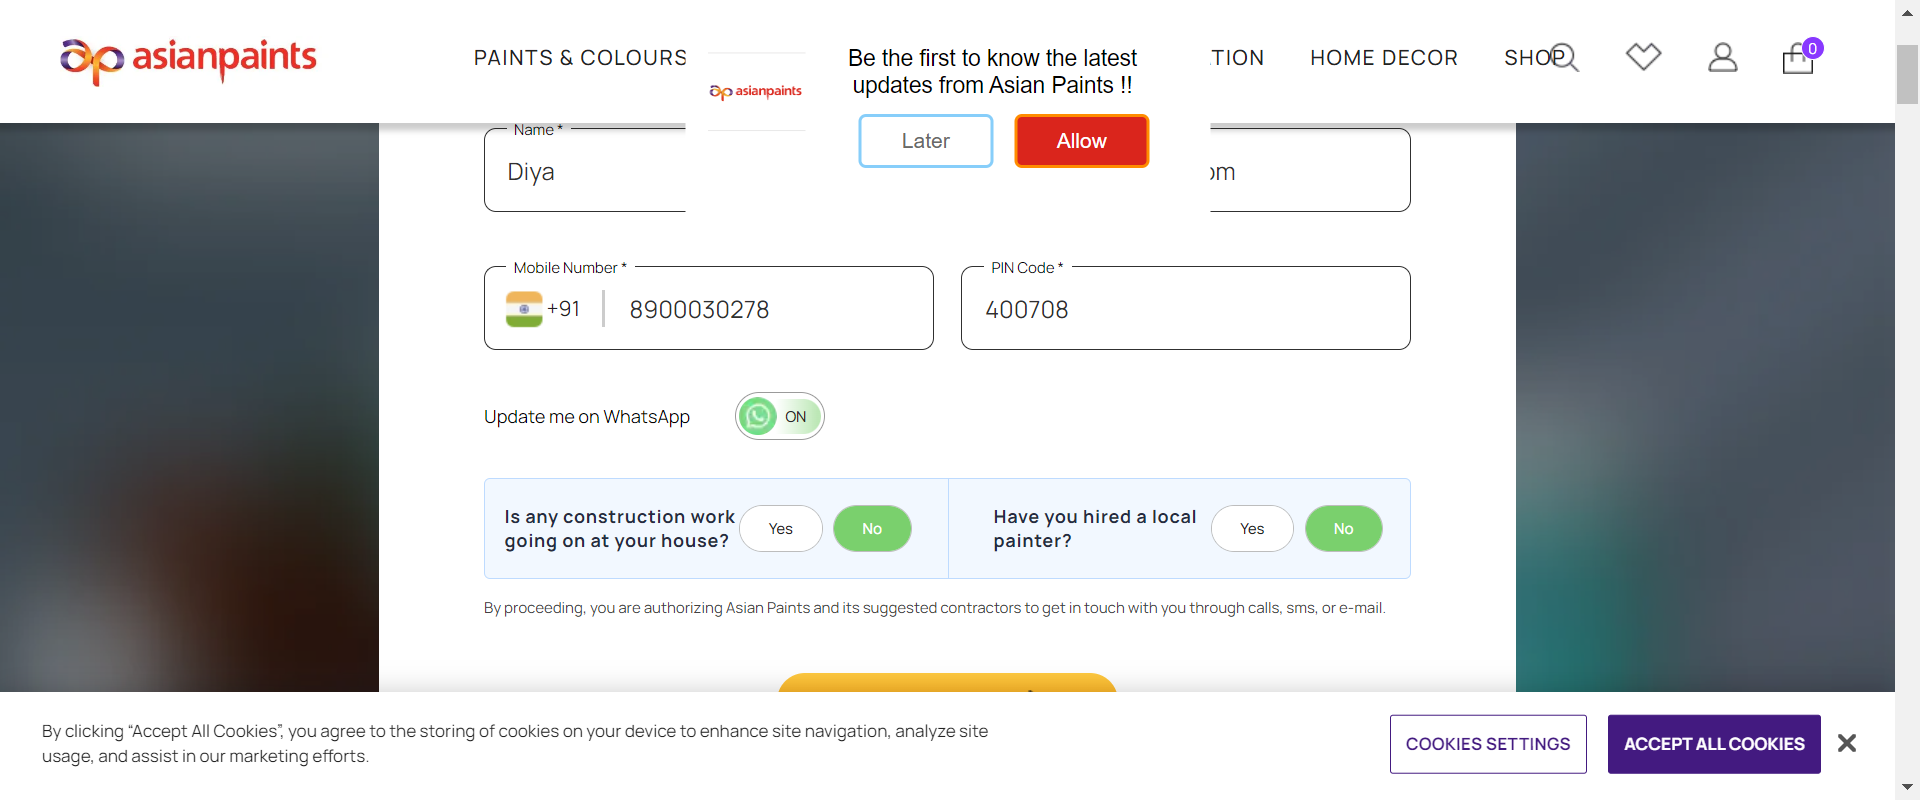 asianpaints
PAINTS & COLOURS
TION
HOME DECOR
SHOP
0
asianpaints
Be the first to know the latest
updates from Asian Paints !!
Later
Allow
Name *
Diya
om
Mobile Number *
+91
8900030278
PIN Code *
400708
Update me on WhatsApp
ON
Is any construction work
going on at your house?
Yes
No
Have you hired a local
painter?
Yes
No
By proceeding, you are authorizing Asian Paints and its suggested contractors to get in touch with you through calls, sms, or e-mail.
By clicking “Accept All Cookies”, you agree to the storing of cookies on your device to enhance site navigation, analyze site
usage, and assist in our marketing efforts.
COOKIES SETTINGS
ACCEPT ALL COOKIES